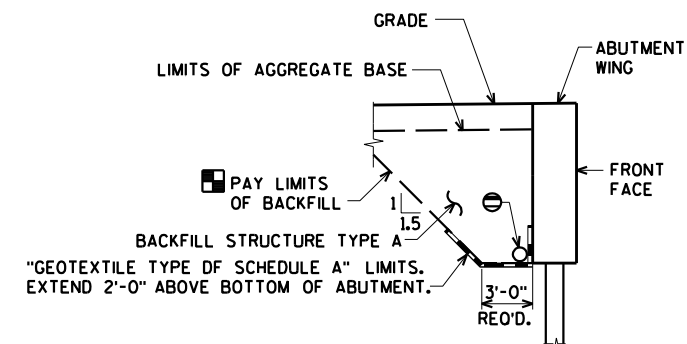 GRADE
ABUTMENT
WING
LIMITS OF AGGREGATE BASE
FRONT
FACE
PAY LIMITS
OF BACKFILL
1
1.5
BACKFILL STRUCTURE TYPE A
"GEOTEXTILE TYPE DF SCHEDULE A" LIMITS.
EXTEND 2'-0" ABOVE BOTTOM OF ABUTMENT.
3'-0"
REQ'D.